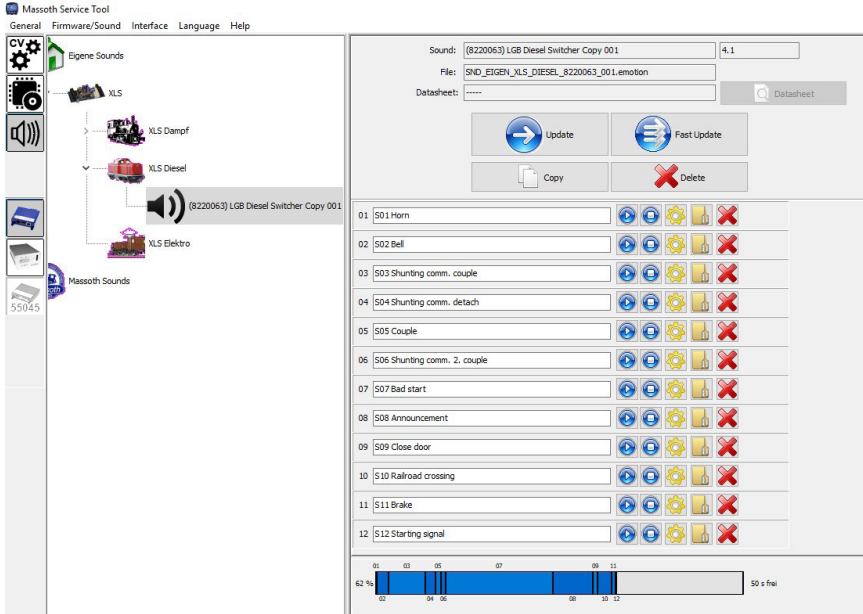 Massoth Service Tool
General Firmware/Sound Interface Language Help
CV
Eigene Sounds
XLS
XLS Dampf
XLS Diesel
(8220063) LGB Diesel Switcher Copy 001
XLS Elektro
Massoth Sounds
55045
Sound: (8220063) LGB Diesel Switcher Copy 001 4.1
File: SND_EIGEN_XLS_DIESEL_8220063_001.emotion
Datasheet: ----- Datasheet
Update Fast Update
Copy Delete
01 S01 Horn
02 S02 Bell
03 S03 Shunting comm. couple
04 S04 Shunting comm. detach
05 S05 Couple
06 S06 Shunting comm. 2. couple
07 S07 Bad start
08 S08 Announcement
09 S09 Close door
10 S10 Railroad crossing
11 S11 Brake
12 S12 Starting signal
01 03 05 07 09 11
62 % 50 s frei
02 04 06 08 10 12